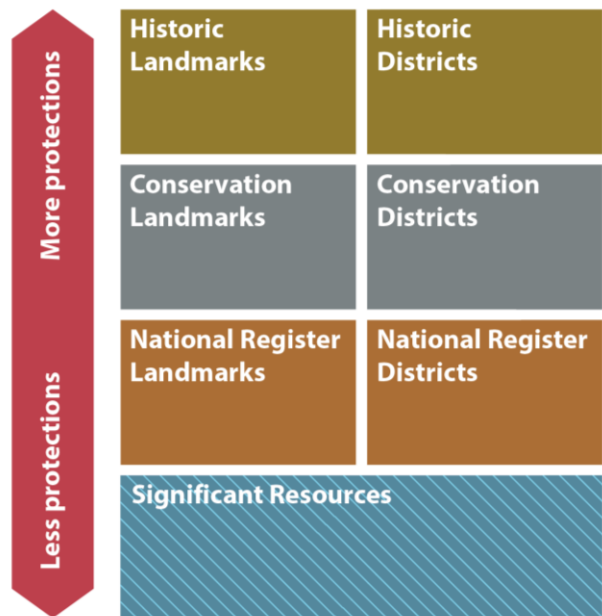 More protections
Less protections
Historic
Landmarks
Historic
Districts
Conservation
Landmarks
Conservation
Districts
National Register
Landmarks
National Register
Districts
Significant Resources